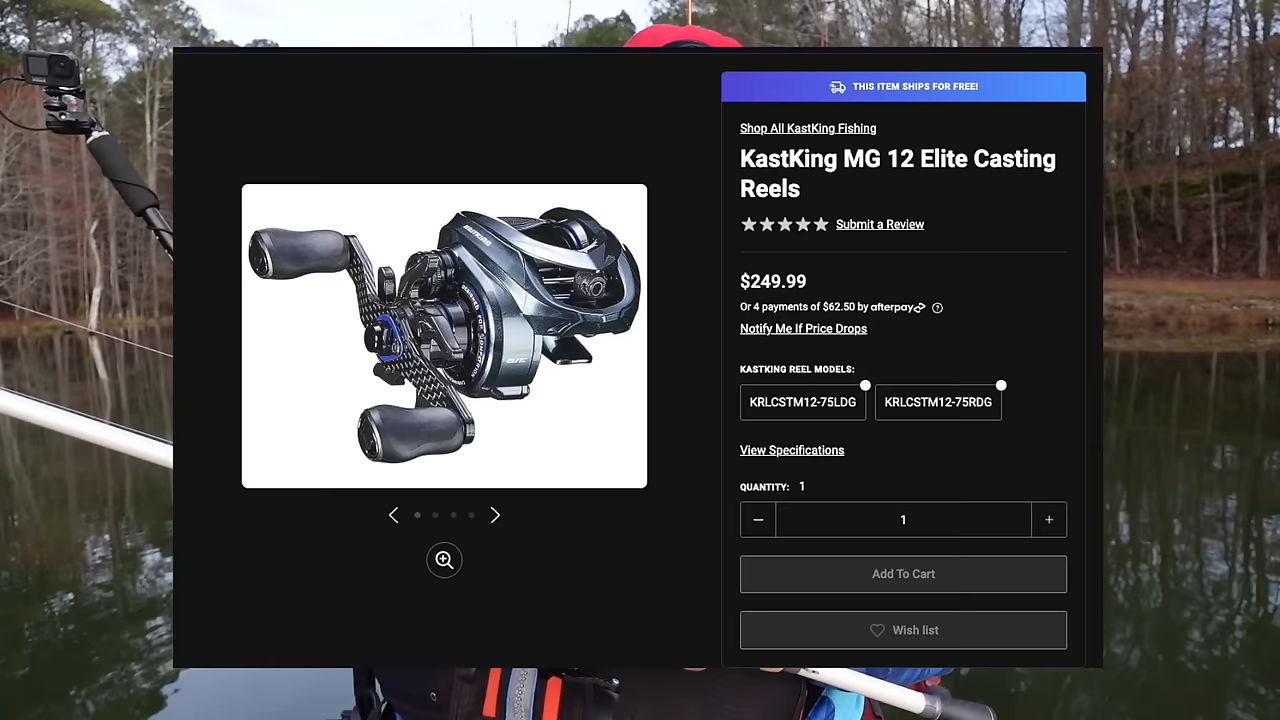 THIS ITEM SHIPS FOR FREE!
Shop All KastKing Fishing
KastKing MG 12 Elite Casting
Reels
Submit a Review
$249.99
Or 4 payments of $62.50 by afterpay
Notify Me If Price Drops
KASTKING REEL MODELS:
KRLCSTM12-75LDG
KRLCSTM12-75RDG
View Specifications
QUANTITY: 1
1
Add To Cart
Wish list
KASTKING
ELITE